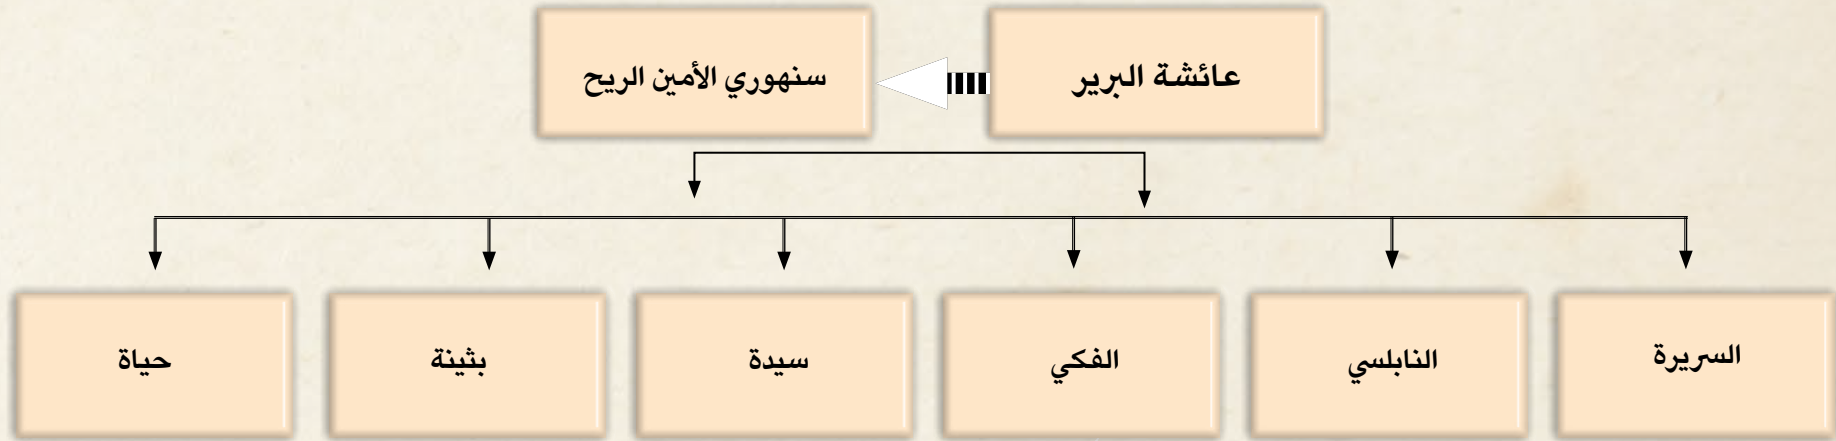 عائشة البرير
سنهوري الأمين الريح
السريرة
النابلسي
الفكي
سيدة
بثينة
حياة